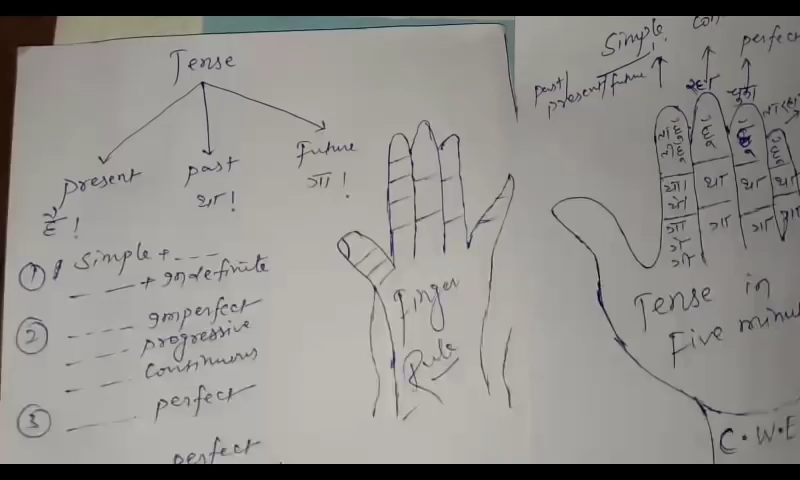 Tense
present
past
Future
है !
था !
गा !
① Simple + ---
--- + Indefinite
② ---- Imperfect
--- progressive
--- continuous
③ ---- perfect
perfect
Finger
Rule
Simple
past/
present/future
perfect
रहा
चुका
था
था
था
गा
गा
गा
Tense in
Five minu
C.W.E